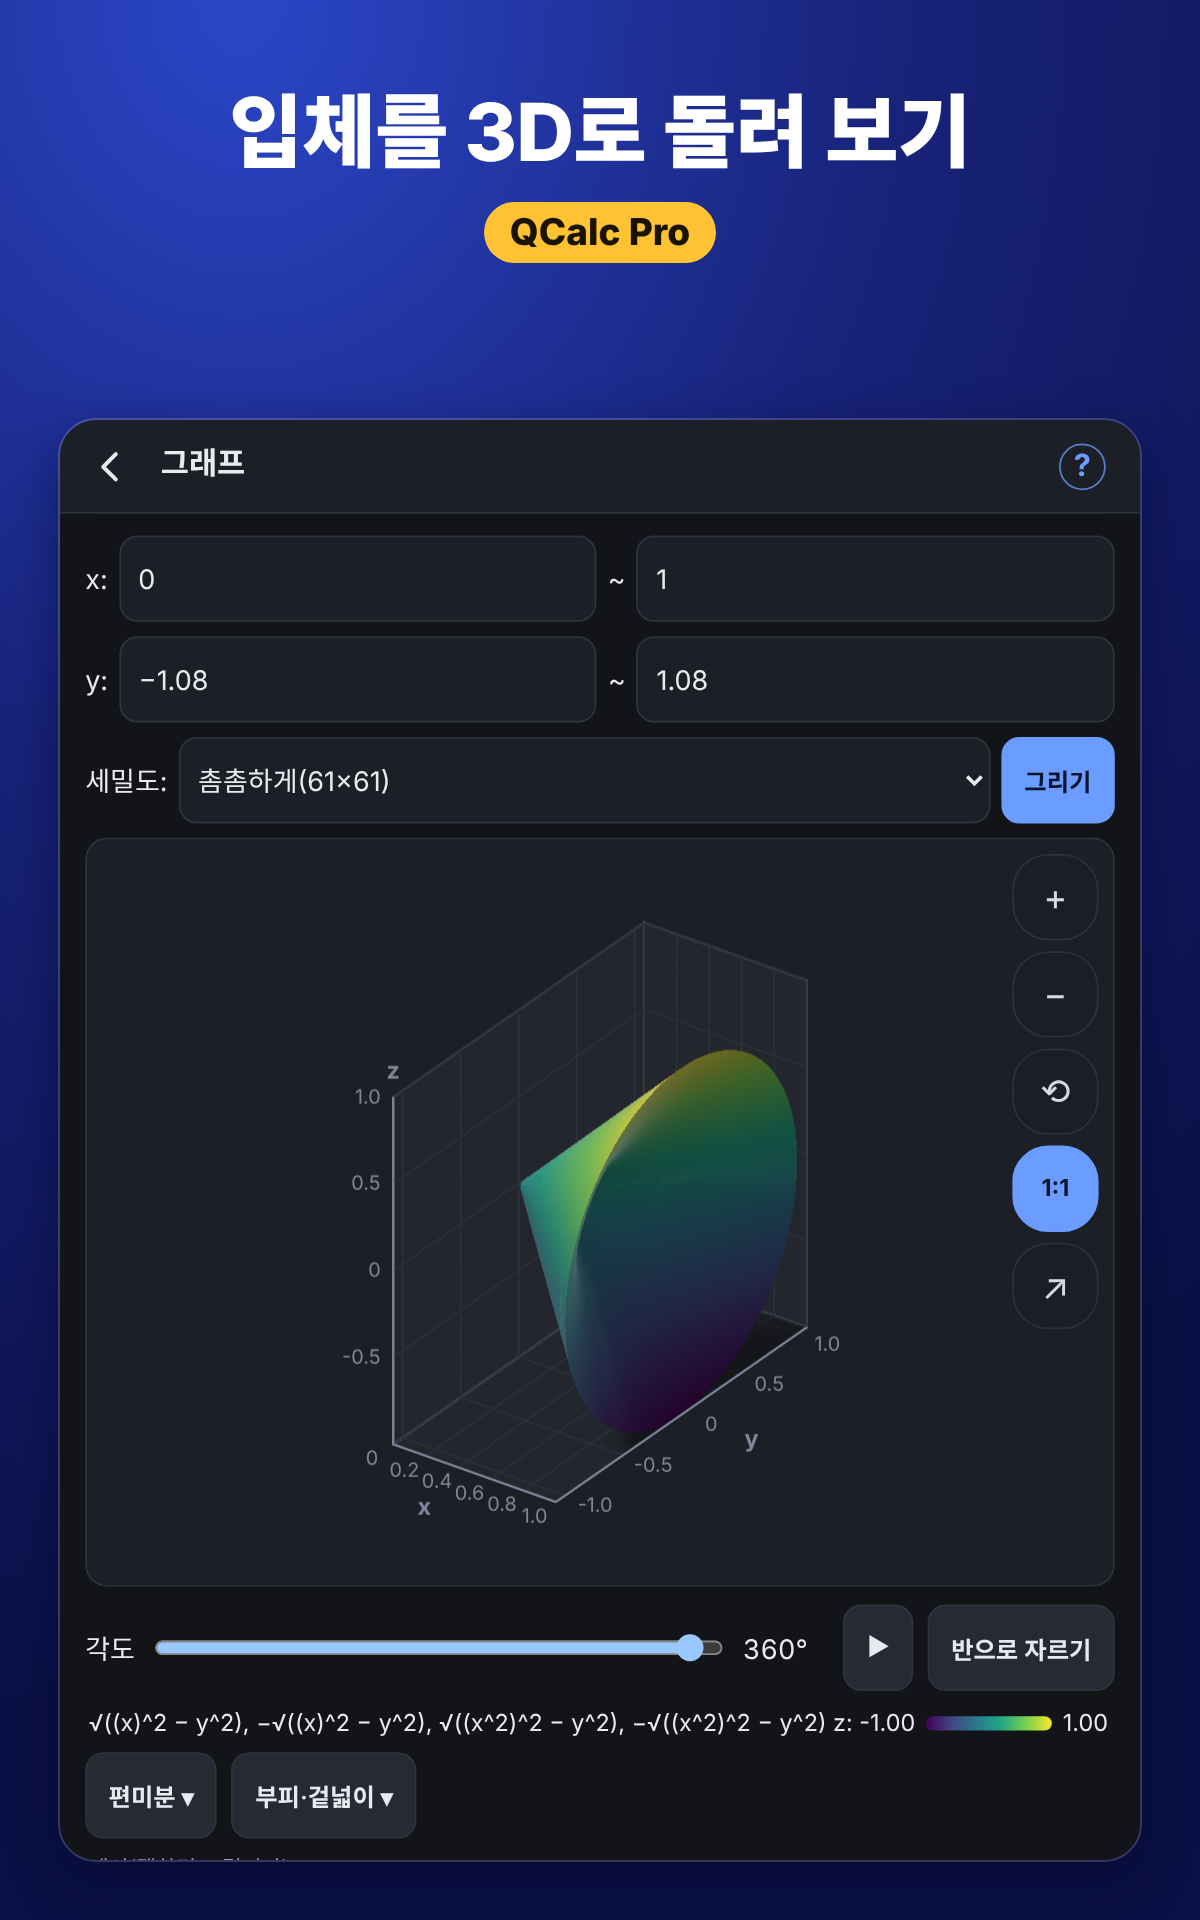 입체를 3D로 돌려 보기
QCalc Pro
그래프
?
x: 0 ~ 1
y: −1.08 ~ 1.08
세밀도: 촘촘하게(61×61) 그리기
+
−
⟲
1:1
↗
z
1.0
0.5
0
-0.5
0 0.2 0.4 0.6 0.8 1.0
x
-1.0 -0.5 0 0.5 1.0
y
각도 360° ▶ 반으로 자르기
√((x)^2 − y^2), −√((x)^2 − y^2), √((x^2)^2 − y^2), −√((x^2)^2 − y^2) z: -1.00 1.00
편미분 ▾ 부피·겉넓이 ▾